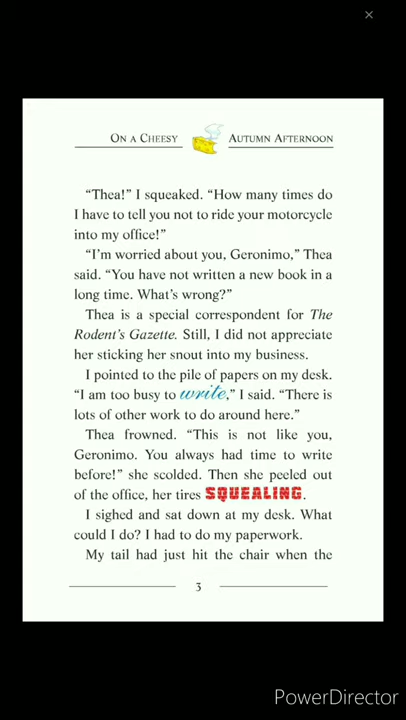 ON A CHEESY AUTUMN AFTERNOON
“Thea!” I squeaked. “How many times do
I have to tell you not to ride your motorcycle
into my office!”
“I’m worried about you, Geronimo,” Thea
said. “You have not written a new book in a
long time. What’s wrong?”
Thea is a special correspondent for The
Rodent’s Gazette. Still, I did not appreciate
her sticking her snout into my business.
I pointed to the pile of papers on my desk.
“I am too busy to write,” I said. “There is
lots of other work to do around here.”
Thea frowned. “This is not like you,
Geronimo. You always had time to write
before!” she scolded. Then she peeled out
of the office, her tires SQUEALING.
I sighed and sat down at my desk. What
could I do? I had to do my paperwork.
My tail had just hit the chair when the
3
PowerDirector